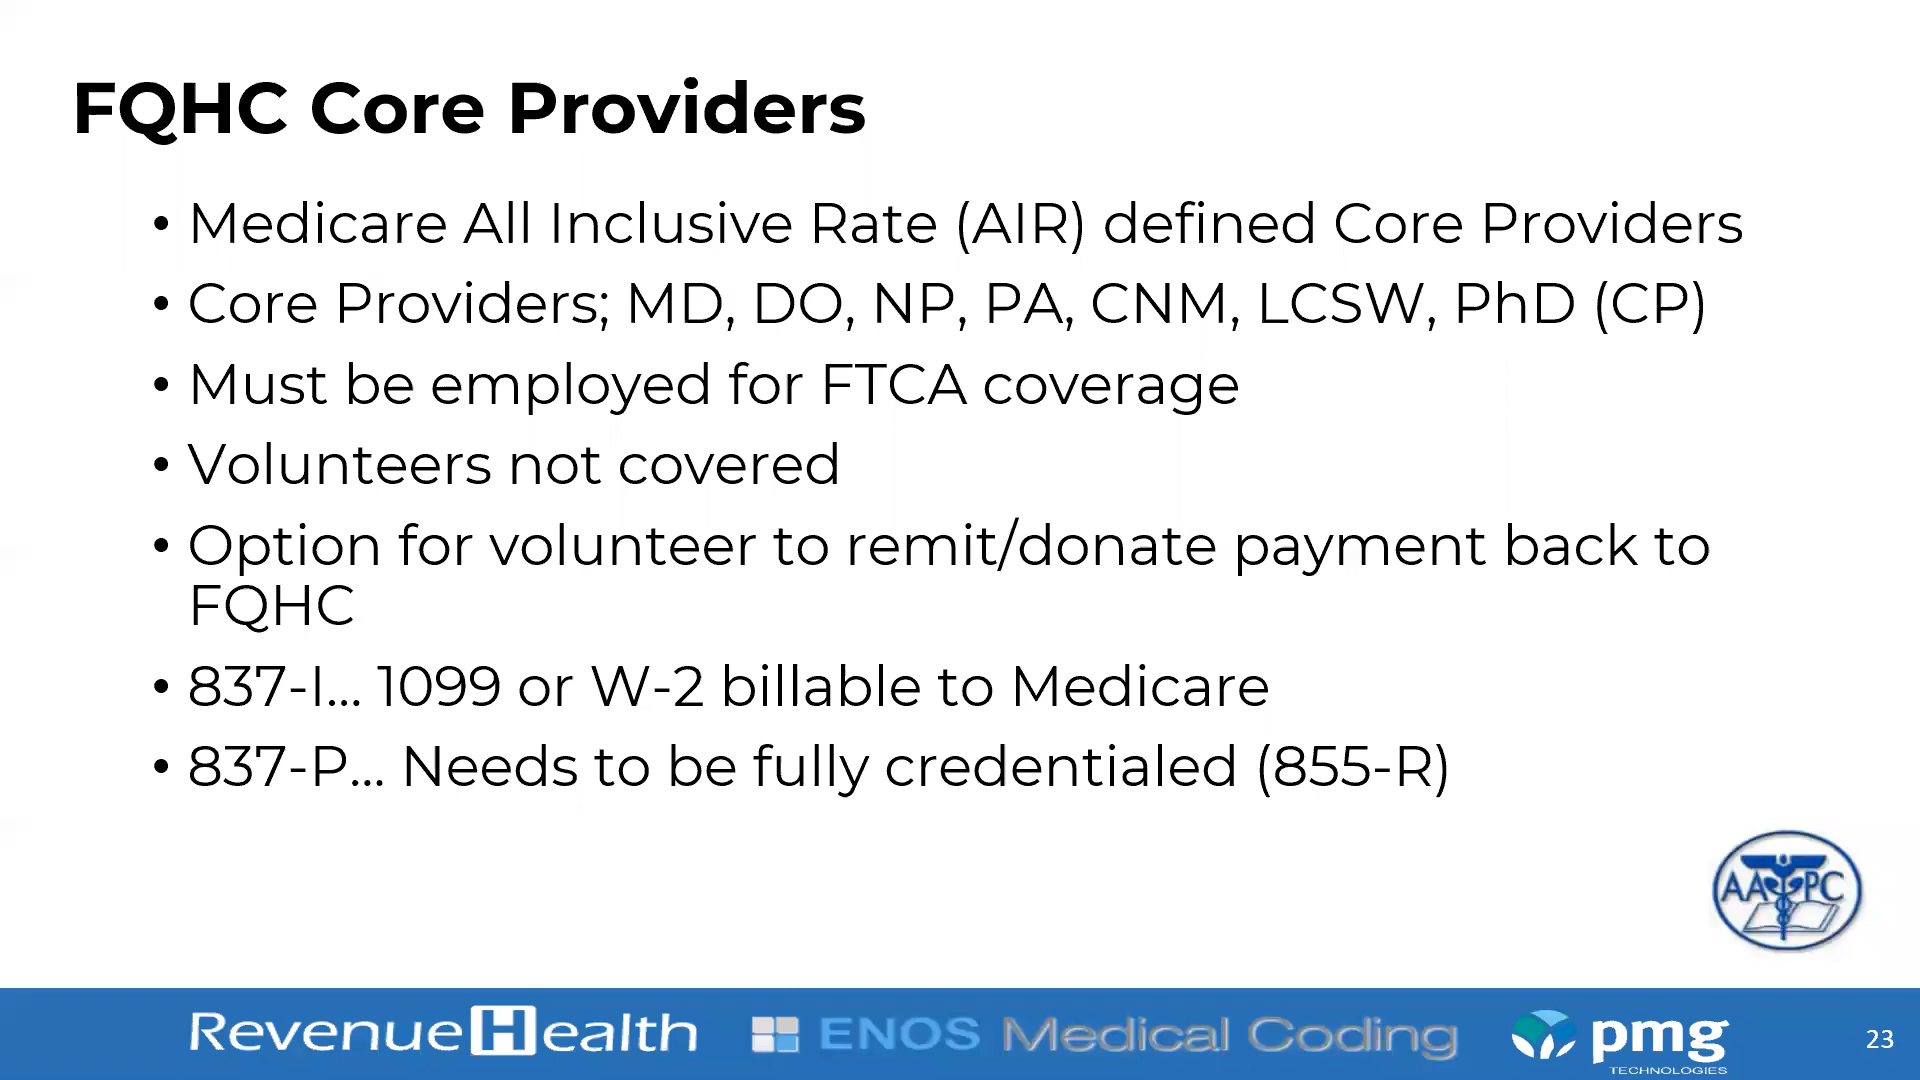 FQHC Core Providers
• Medicare All Inclusive Rate (AIR) defined Core Providers
• Core Providers; MD, DO, NP, PA, CNM, LCSW, PhD (CP)
• Must be employed for FTCA coverage
• Volunteers not covered
• Option for volunteer to remit/donate payment back to
FQHC
• 837-I... 1099 or W-2 billable to Medicare
• 837-P... Needs to be fully credentialed (855-R)
AAPC
RevenueHealth
ENOS Medical Coding
pmg
TECHNOLOGIES
23